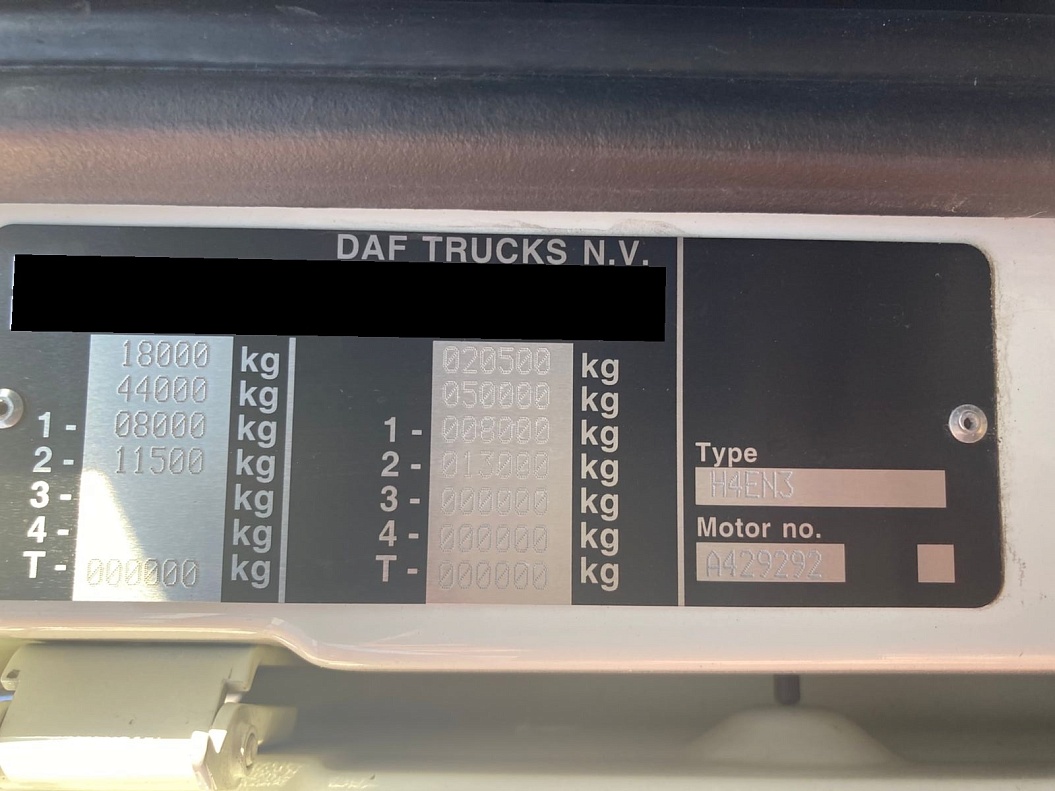 DAF TRUCKS N.V.
18000 kg 020500 kg
44000 kg 050000 kg
1- 08000 kg 1- 008000 kg
2- 11500 kg 2- 013000 kg
3- kg 3- 000000 kg
4- kg 4- 000000 kg
T- 000000 kg T- 000000 kg
Type
H4EN3
Motor no.
A429292